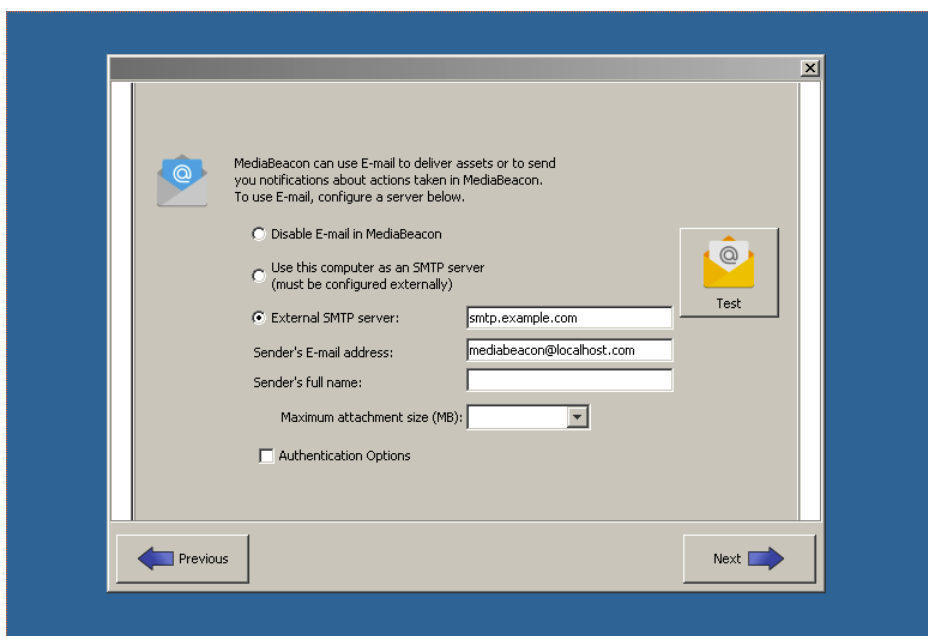 MediaBeacon can use E-mail to deliver assets or to send
you notifications about actions taken in MediaBeacon.
To use E-mail, configure a server below.
Disable E-mail in MediaBeacon
Use this computer as an SMTP server
(must be configured externally)
External SMTP server: smtp.example.com
Sender's E-mail address: mediabeacon@localhost.com
Sender's full name:
Maximum attachment size (MB):
Authentication Options
@
@
Test
Previous
Next